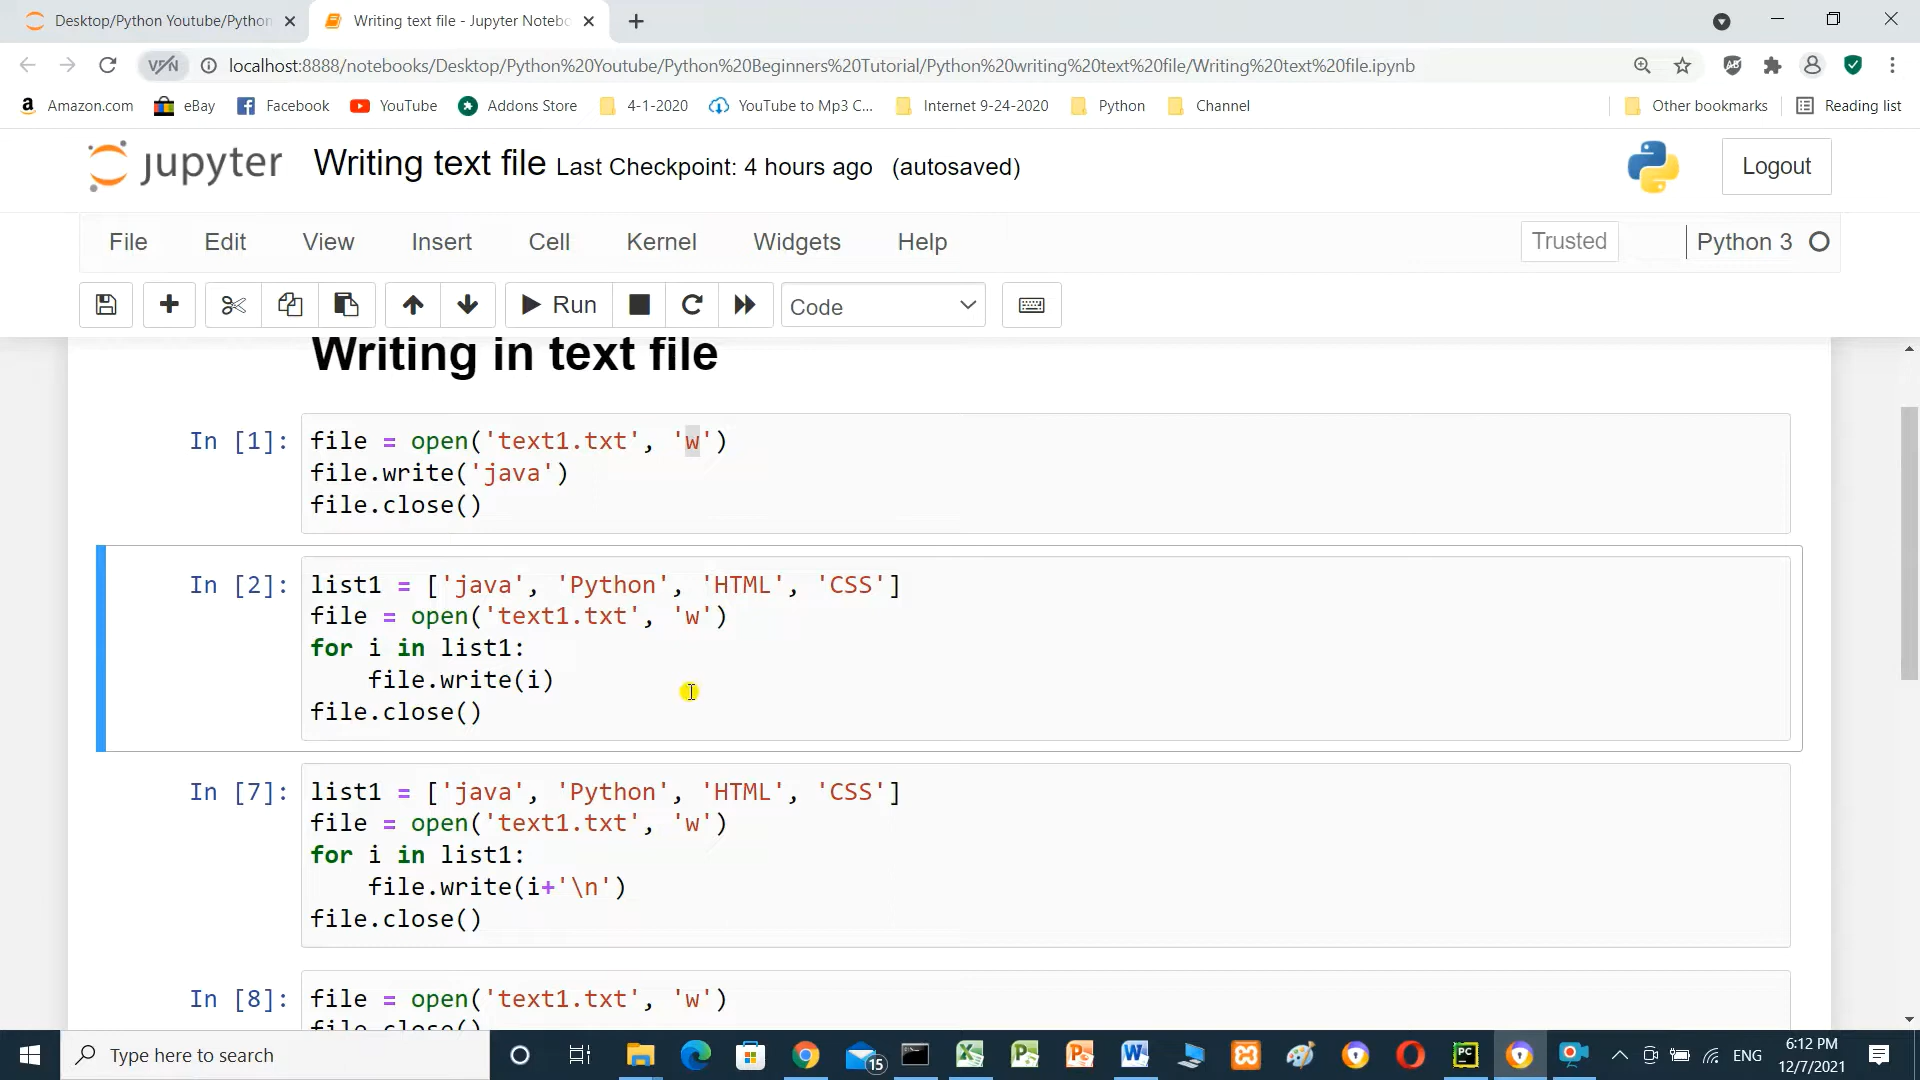 Desktop/Python Youtube/Python
Writing text file - Jupyter Notebo
VPN
localhost:8888/notebooks/Desktop/Python%20Youtube/Python%20Beginners%20Tutorial/Python%20writing%20text%20file/Writing%20text%20file.ipynb
Amazon.com
eBay
Facebook
YouTube
Addons Store
4-1-2020
YouTube to Mp3 C...
Internet 9-24-2020
Python
Channel
Other bookmarks
Reading list
jupyter Writing text file Last Checkpoint: 4 hours ago (autosaved)
Logout
File Edit View Insert Cell Kernel Widgets Help
Trusted
Python 3
Run
Code
Writing in text file
In [1]: file = open('text1.txt', 'w')
file.write('java')
file.close()
In [2]: list1 = ['java', 'Python', 'HTML', 'CSS']
file = open('text1.txt', 'w')
for i in list1:
    file.write(i)
file.close()
In [7]: list1 = ['java', 'Python', 'HTML', 'CSS']
file = open('text1.txt', 'w')
for i in list1:
    file.write(i+'\n')
file.close()
In [8]: file = open('text1.txt', 'w')
file.close()
Type here to search
15
ENG
6:12 PM
12/7/2021